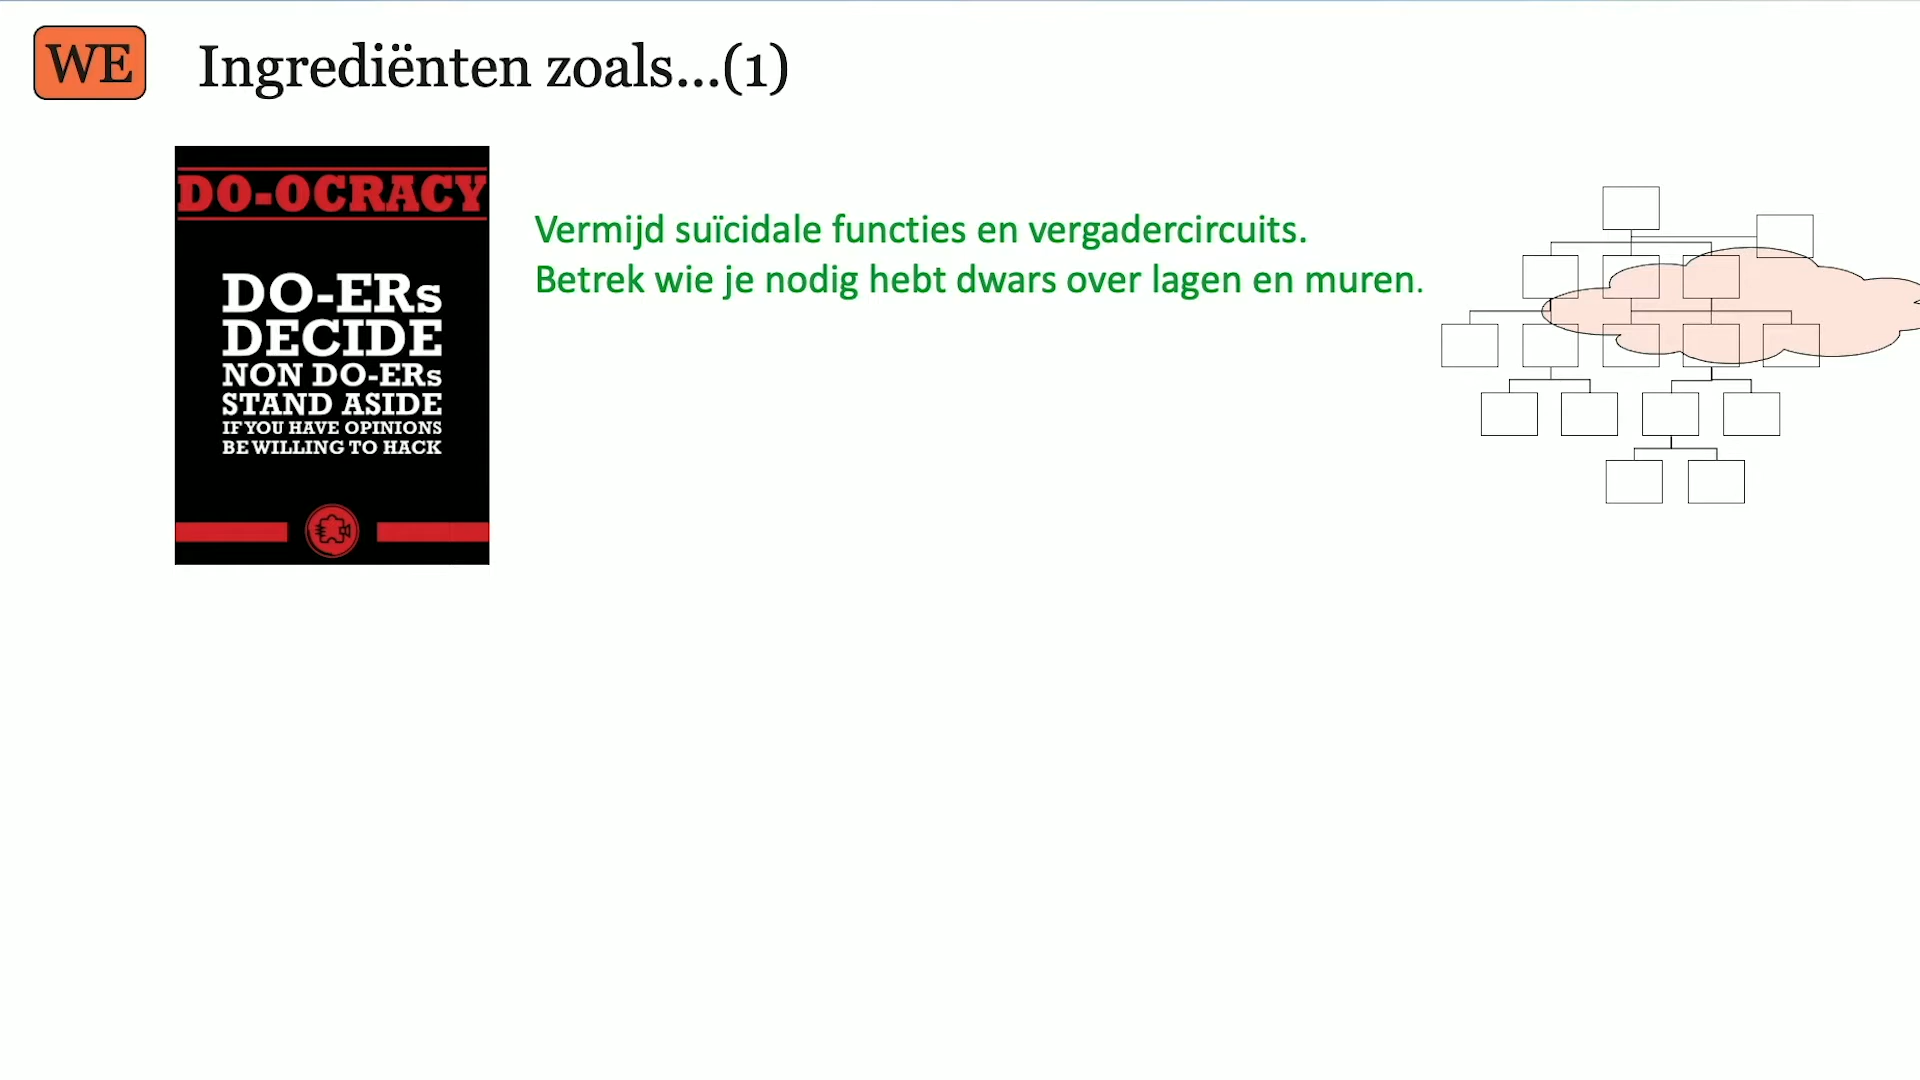 WE
Ingrediënten zoals...(1)
DO-OCRACY
DO-ERs
DECIDE
NON DO-ERs
STAND ASIDE
IF YOU HAVE OPINIONS
BE WILLING TO HACK
Vermijd suïcidale functies en vergadercircuits.
Betrek wie je nodig hebt dwars over lagen en muren.